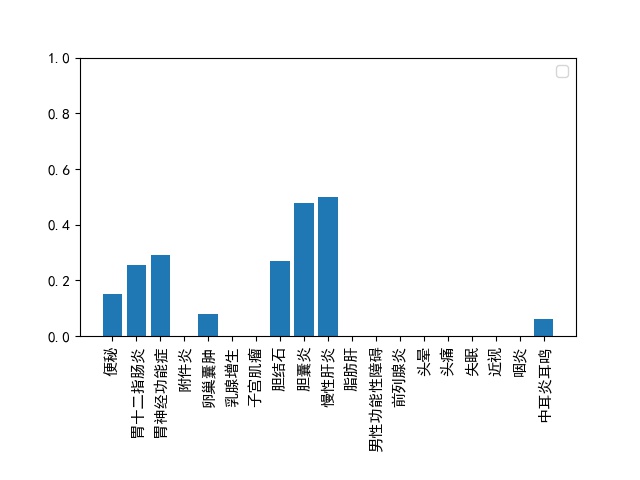 1.0
0.8
0.6
0.4
0.2
0.0
便秘
胃十二指肠炎
胃神经功能症
附件炎
卵巢囊肿
乳腺增生
子宫肌瘤
胆结石
胆囊炎
慢性肝炎
脂肪肝
男性功能性障碍
前列腺炎
头晕
头痛
失眠
近视
咽炎
中耳炎耳鸣